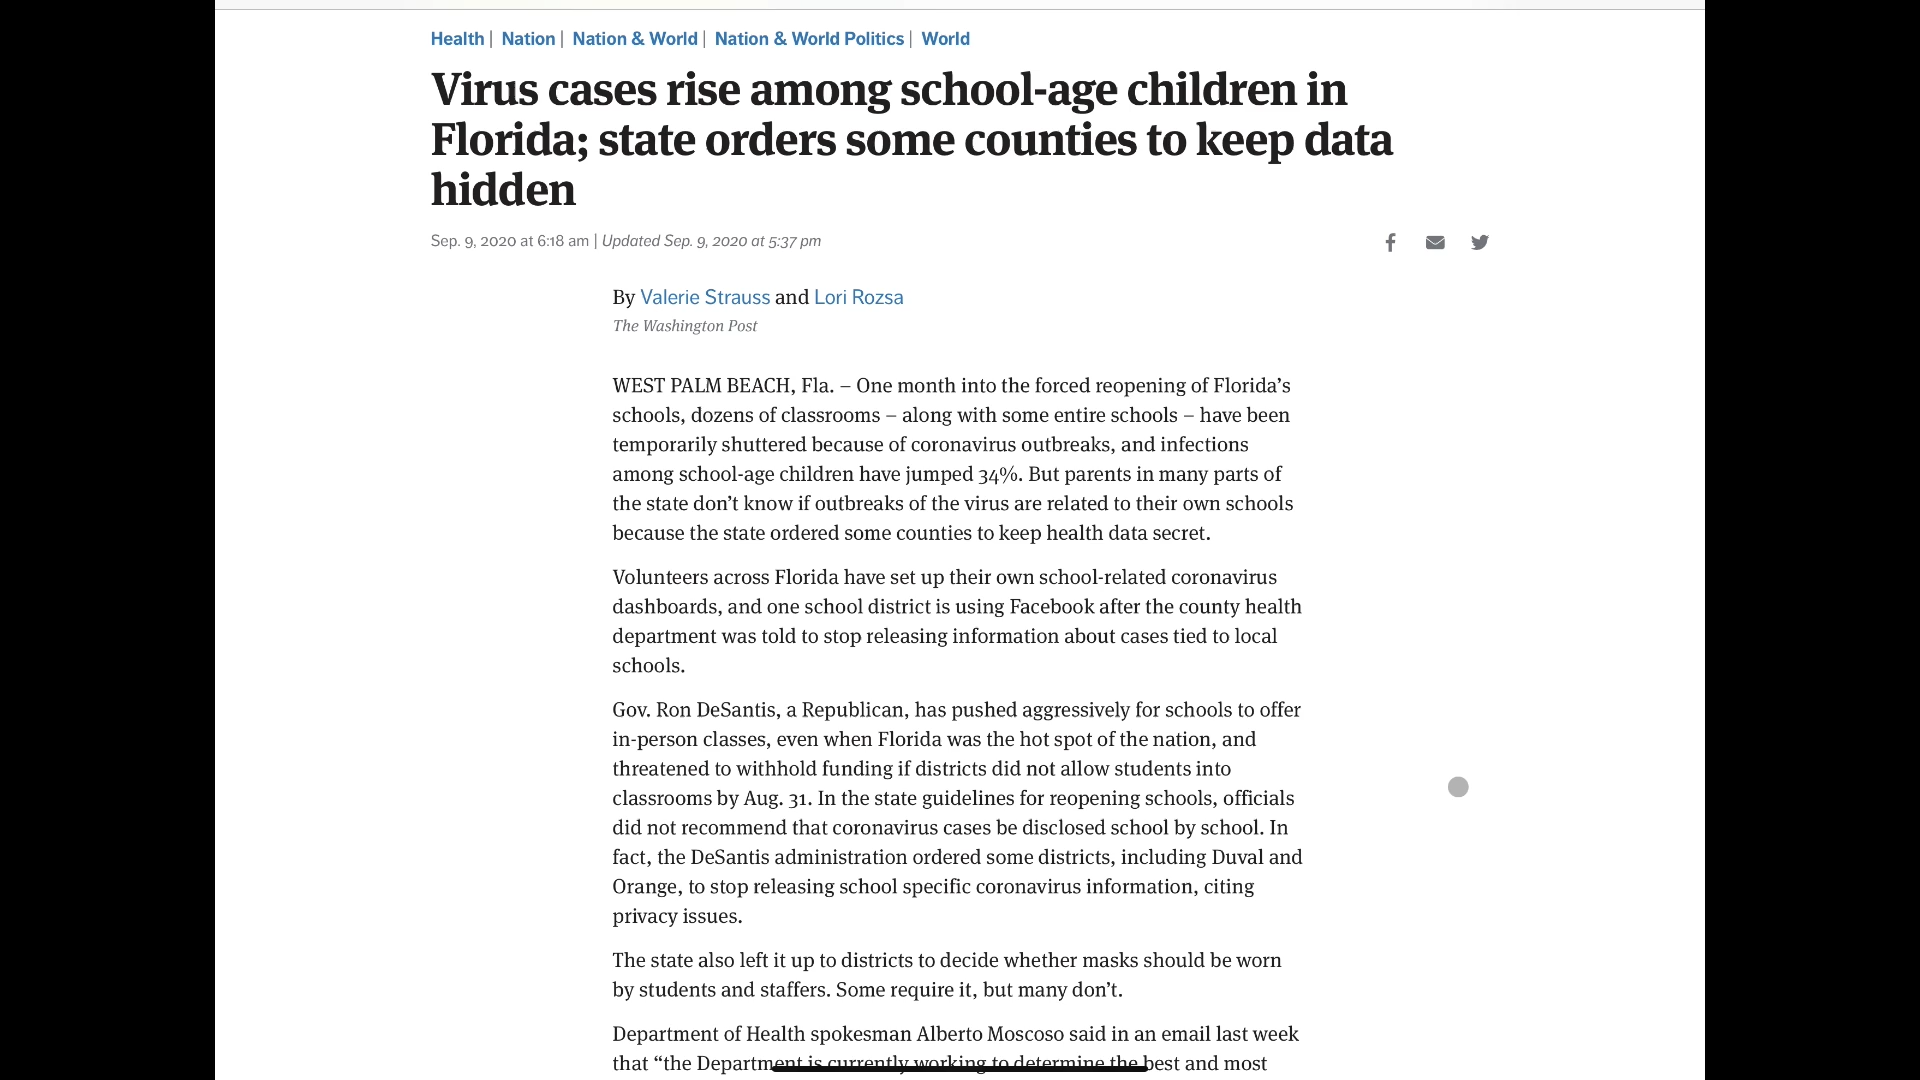 Health | Nation | Nation & World | Nation & World Politics | World
Virus cases rise among school-age children in
Florida; state orders some counties to keep data
hidden
Sep. 9, 2020 at 6:18 am | Updated Sep. 9, 2020 at 5:37 pm
By Valerie Strauss and Lori Rozsa
The Washington Post
WEST PALM BEACH, Fla. – One month into the forced reopening of Florida’s
schools, dozens of classrooms – along with some entire schools – have been
temporarily shuttered because of coronavirus outbreaks, and infections
among school-age children have jumped 34%. But parents in many parts of
the state don’t know if outbreaks of the virus are related to their own schools
because the state ordered some counties to keep health data secret.
Volunteers across Florida have set up their own school-related coronavirus
dashboards, and one school district is using Facebook after the county health
department was told to stop releasing information about cases tied to local
schools.
Gov. Ron DeSantis, a Republican, has pushed aggressively for schools to offer
in-person classes, even when Florida was the hot spot of the nation, and
threatened to withhold funding if districts did not allow students into
classrooms by Aug. 31. In the state guidelines for reopening schools, officials
did not recommend that coronavirus cases be disclosed school by school. In
fact, the DeSantis administration ordered some districts, including Duval and
Orange, to stop releasing school specific coronavirus information, citing
privacy issues.
The state also left it up to districts to decide whether masks should be worn
by students and staffers. Some require it, but many don’t.
Department of Health spokesman Alberto Moscoso said in an email last week
that “the Department is currently working to determine the best and most